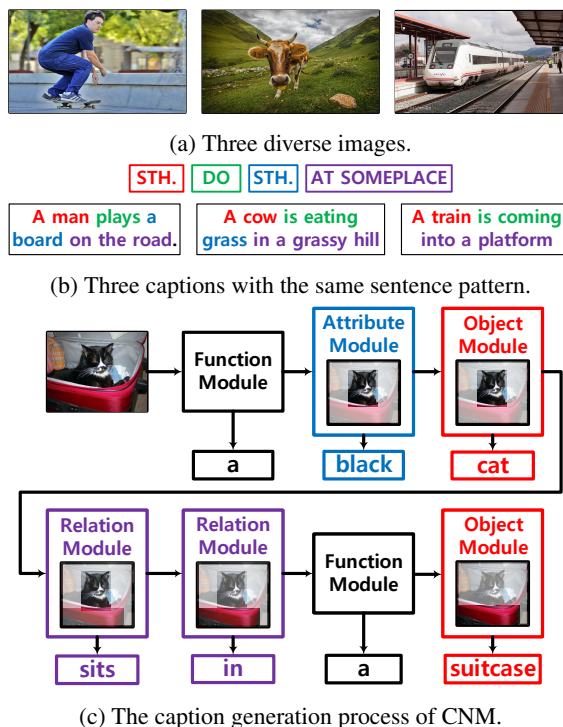 (a) Three diverse images.
STH. DO STH. AT SOMEPLACE
A man plays a
board on the road.
A cow is eating
grass in a grassy hill
A train is coming
into a platform
(b) Three captions with the same sentence pattern.
Function
Module
a
Attribute
Module
black
Object
Module
cat
Relation
Module
sits
Relation
Module
in
Function
Module
a
Object
Module
suitcase
(c) The caption generation process of CNM.